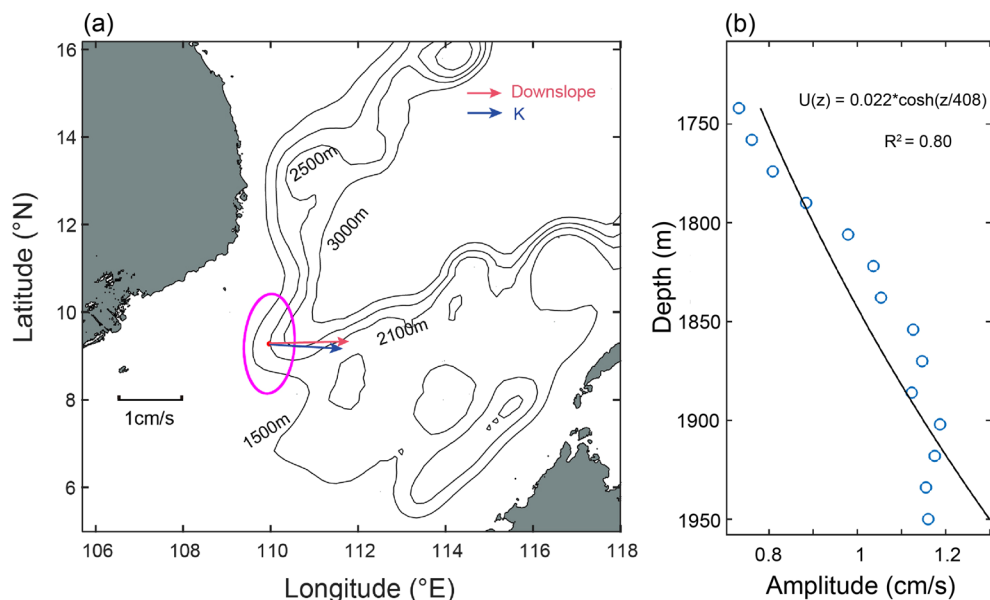 (a)
16
14
12
10
8
6
Latitude (°N)
Downslope
K
2500m
3000m
2100m
1500m
1cm/s
106
108
110
112
114
116
118
Longitude (°E)
(b)
U(z) = 0.022*cosh(z/408)
R² = 0.80
1750
1800
1850
1900
1950
Depth (m)
0.8
1
1.2
Amplitude (cm/s)